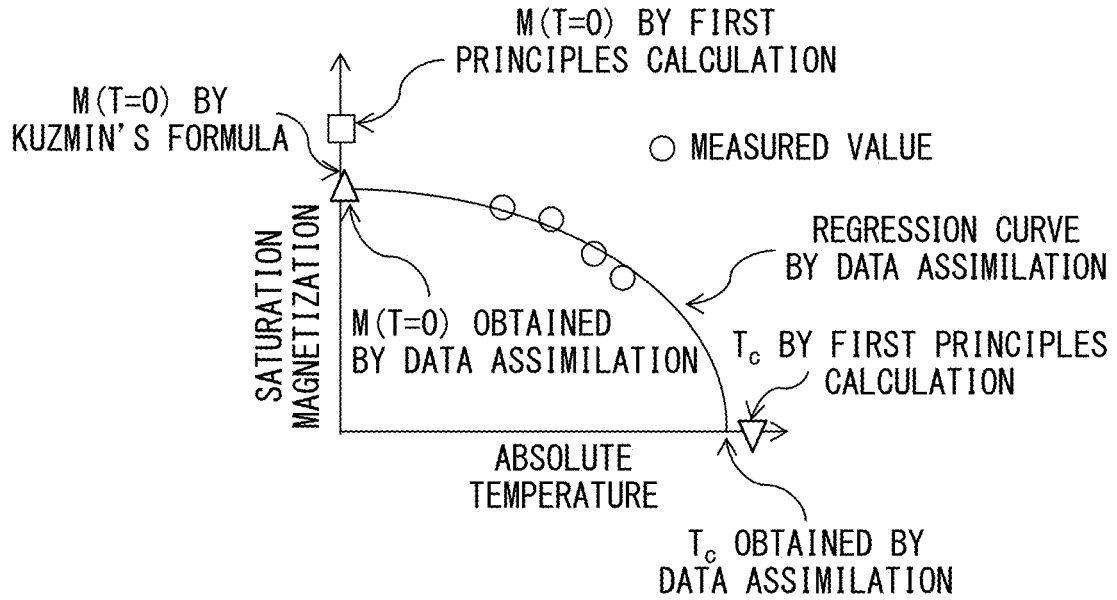 M(T=0) BY FIRST
PRINCIPLES CALCULATION
M(T=0) BY
KUZMIN'S FORMULA
MEASURED VALUE
REGRESSION CURVE
BY DATA ASSIMILATION
SATURATION
MAGNETIZATION
M(T=0) OBTAINED
BY DATA ASSIMILATION
Tc BY FIRST PRINCIPLES
CALCULATION
ABSOLUTE
TEMPERATURE
Tc OBTAINED BY
DATA ASSIMILATION